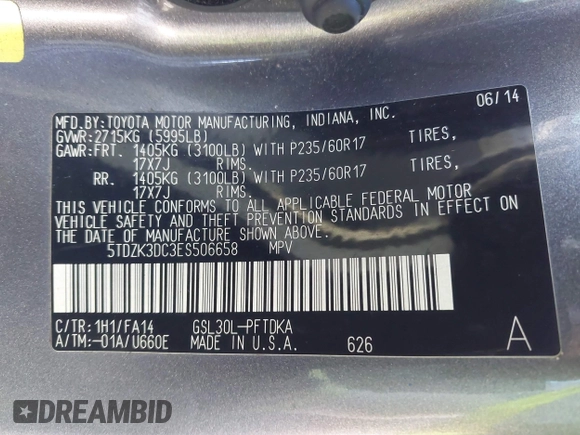 MFD.BY:TOYOTA MOTOR MANUFACTURING, INDIANA, INC. 06/14
GVWR:2715KG (5995LB)
GAWR:FRT. 1405KG (3100LB) WITH P235/60R17 TIRES,
17X7J RIMS.
RR. 1405KG (3100LB) WITH P235/60R17 TIRES,
17X7J RIMS.
THIS VEHICLE CONFORMS TO ALL APPLICABLE FEDERAL MOTOR
VEHICLE SAFETY AND THEFT PREVENTION STANDARDS IN EFFECT ON
THE DATE OF MANUFACTURE SHOWN ABOVE.
5TDZK3DC3ES506658 MPV
C/TR:1H1/FA14 GSL30L-PFTDKA
A/TM:-01A/U660E MADE IN U.S.A. 626 A
DREAMBID